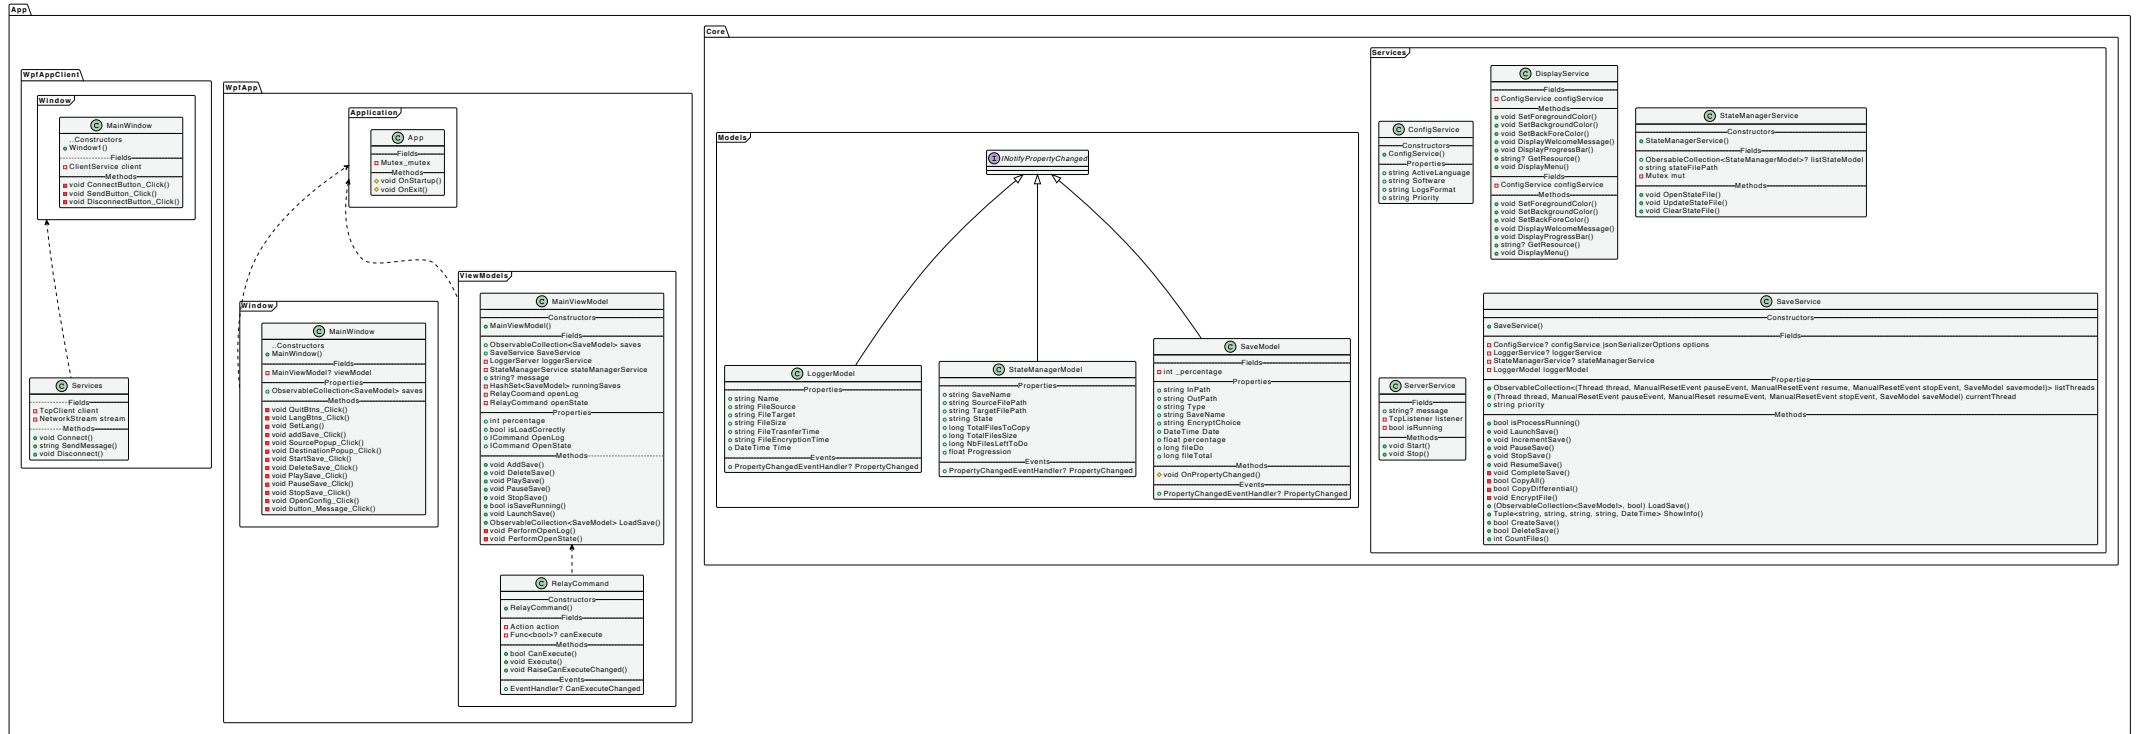 App
WpfAppClient
Window
C MainWindow
..Constructors
Window1()
Fields
ClientService client
Methods
void ConnectButton_Click()
void SendButton_Click()
void DisconnectButton_Click()
C Services
Fields
TcpClient client
NetworkStream stream
Methods
void Connect()
string SendMessage()
void Disconnect()
WpfApp
Application
C App
Fields
Mutex_mutex
Methods
void OnStartup()
void OnExit()
Window
C MainWindow
..Constructors
MainWindow()
Fields
MainViewModel? viewModel
Properties
ObservableCollection<SaveModel> saves
Methods
void QuitBtns_Click()
void LangBtns_Click()
void SetLang()
void addSave_Click()
void SourcePopup_Click()
void DestinationPopup_Click()
void StartSave_Click()
void DeleteSave_Click()
void PlaySave_Click()
void PauseSave_Click()
void StopSave_Click()
void OpenConfig_Click()
void button_Message_Click()
ViewModels
C MainViewModel
Constructors
MainViewModel()
Fields
ObservableCollection<SaveModel> saves
SaveService SaveService
LoggerServer loggerService
StateManagerService stateManagerService
string? message
HashSet<SaveModel> runningSaves
RelayCoomand openLog
RelayCommand openState
Properties
int percentage
bool isLoadCorrectly
ICommand OpenLog
ICommand OpenState
Methods
void AddSave()
void DeleteSave()
void PlaySave()
void PauseSave()
void StopSave()
bool isSaveRunning()
void LaunchSave()
ObservableCollection<SaveModel> LoadSave()
void PerformOpenLog()
void PerformOpenState()
C RelayCommand
Constructors
RelayCommand()
Fields
Action action
Func<bool>? canExecute
Methods
bool CanExecute()
void Execute()
void RaiseCanExecuteChanged()
Events
EventHandler? CanExecuteChanged
Core
Models
I INotifyPropertyChanged
C LoggerModel
Properties
string Name
string FileSource
string FileTarget
string FileSize
string FileTrasnferTime
string FileEncryptionTime
DateTime Time
Events
PropertyChangedEventHandler? PropertyChanged
C StateManagerModel
Properties
string SaveName
string SourceFilePath
string TargetFilePath
string State
long TotalFilesToCopy
long TotalFilesSize
long NbFilesLeftToDo
float Progression
Events
PropertyChangedEventHandler? PropertyChanged
C SaveModel
Fields
int _percentage
Properties
string InPath
string OutPath
string Type
string SaveName
string EncryptChoice
DateTime Date
float percentage
long fileDo
long fileTotal
Methods
void OnPropertyChanged()
Events
PropertyChangedEventHandler? PropertyChanged
Services
C ConfigService
Constructors
ConfigService()
Properties
string ActiveLanguage
string Software
string LogsFormat
string Priority
C DisplayService
Fields
ConfigService configService
Methods
void SetForegroundColor()
void SetBackgroundColor()
void SetBackForeColor()
void DisplayWelcomeMessage()
void DisplayProgressBar()
string? GetResource()
void DisplayMenu()
Fields
ConfigService configService
Methods
void SetForegroundColor()
void SetBackgroundColor()
void SetBackForeColor()
void DisplayWelcomeMessage()
void DisplayProgressBar()
string? GetResource()
void DisplayMenu()
C StateManagerService
Constructors
StateManagerService()
Fields
ObersableCollection<StateManagerModel>? listStateModel
string stateFilePath
Mutex mut
Methods
void OpenStateFile()
void UpdateStateFile()
void ClearStateFile()
C ServerService
Fields
string? message
TcpListener listener
bool isRunning
Methods
void Start()
void Stop()
C SaveService
Constructors
SaveService()
Fields
ConfigService? configService jsonSerializerOptions options
LoggerService? loggerService
StateManagerService? stateManagerService
LoggerModel loggerModel
Properties
ObservableCollection<(Thread thread, ManualResetEvent pauseEvent, ManualResetEvent resume, ManualResetEvent stopEvent, SaveModel savemodel)> listThreads
(Thread thread, ManualResetEvent pauseEvent, ManualReset resumeEvent, ManualResetEvent stopEvent, SaveModel saveModel) currentThread
string priority
Methods
bool isProcessRunning()
void LaunchSave()
void IncrementSave()
void PauseSave()
void StopSave()
void ResumeSave()
void CompleteSave()
bool CopyAll()
bool CopyDifferential()
void EncryptFile()
(ObservableCollection<SaveModel>, bool) LoadSave()
Tuple<string, string, string, string, DateTime> ShowInfo()
bool CreateSave()
bool DeleteSave()
int CountFiles()